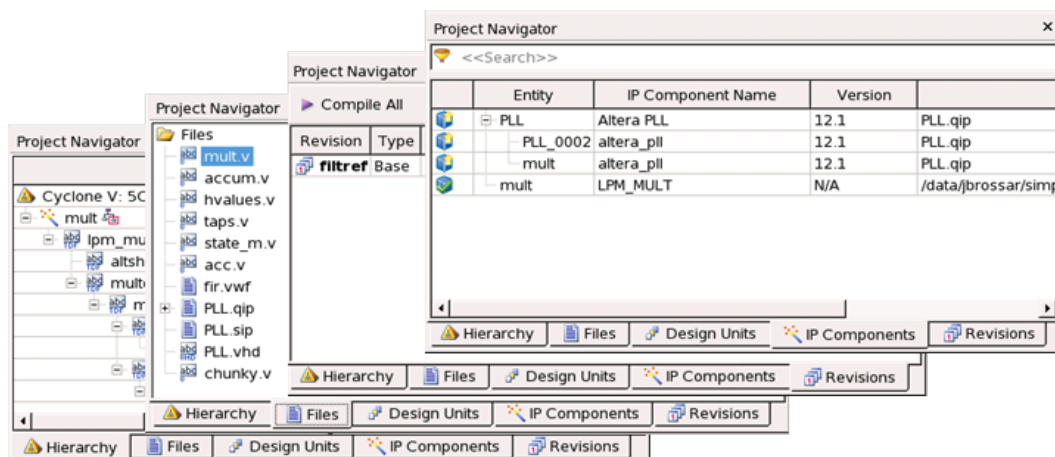 Project Navigator
Cyclone V: 5C
mult
lpm_mu
altsh
mult
m
Hierarchy Files Design Units IP Components Revisions
Project Navigator
Files
mult.v
accum.v
hvalues.v
taps.v
state_m.v
acc.v
fir.vwf
PLL.qip
PLL.sip
PLL.vhd
chunky.v
Hierarchy Files Design Units IP Components Revisions
Project Navigator
Compile All
Revision Type
filtref Base
Hierarchy Files Design Units IP Components Revisions
Project Navigator
<<Search>>
Entity IP Component Name Version
PLL Altera PLL 12.1 PLL.qip
PLL_0002 altera_pll 12.1 PLL.qip
mult altera_pll 12.1 PLL.qip
mult LPM_MULT N/A /data/jbrossar/simp
Hierarchy Files Design Units IP Components Revisions